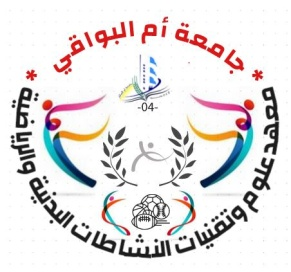 * جامعة أم البواقي *
-04-
معهد علوم وتقنيات النشاطات البدنية والرياضية